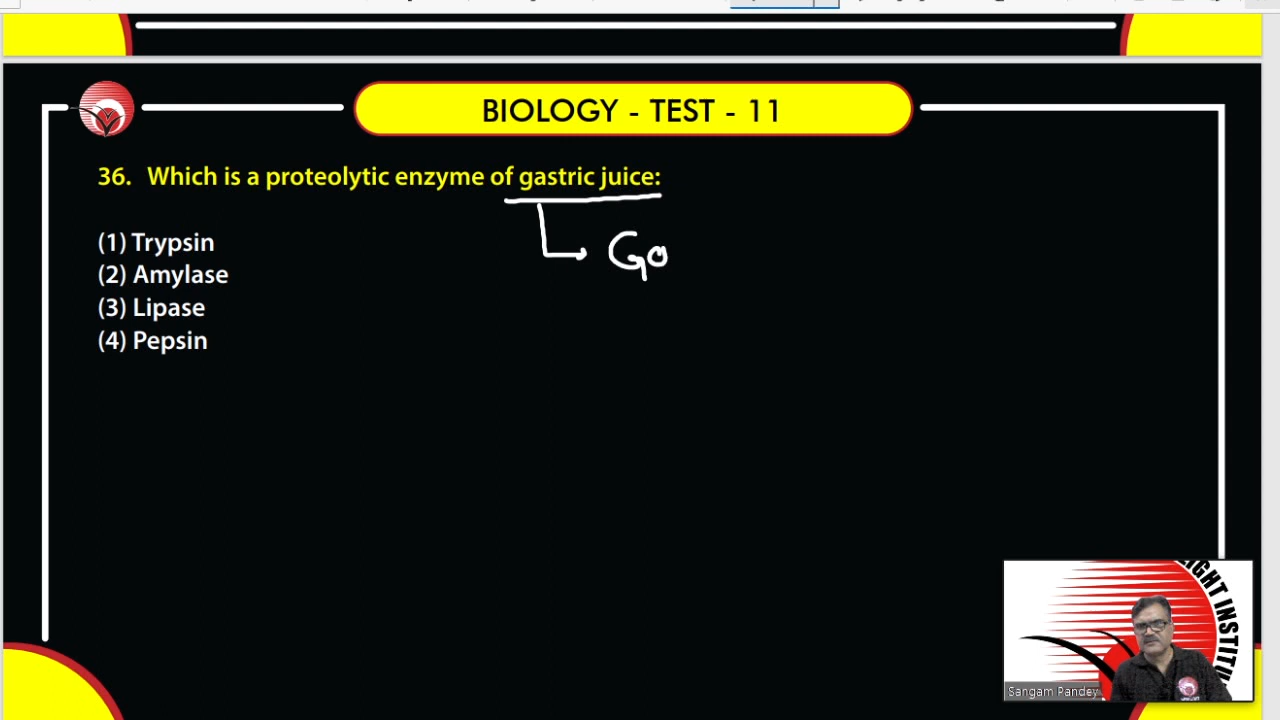 BIOLOGY - TEST - 11
36. Which is a proteolytic enzyme of gastric juice:
Go
(1) Trypsin
(2) Amylase
(3) Lipase
(4) Pepsin
Sangam Pandey